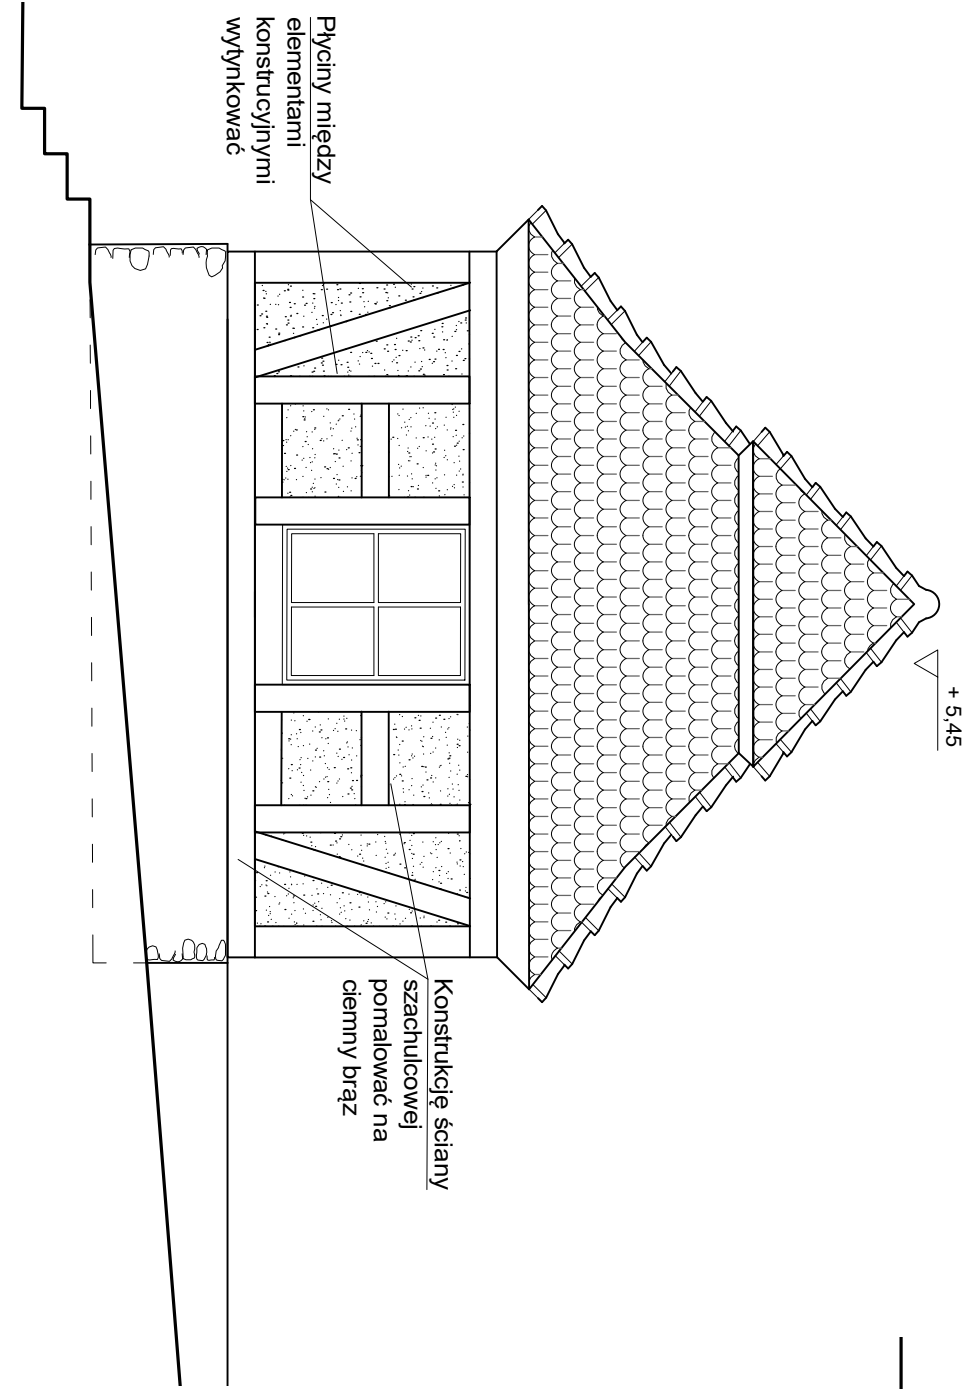 + 5,45
Płyciny między
elementami
konstrucyjnymi
wytynkować
Konstrukcję ściany
szachulcowej
pomalować na
ciemny brąz